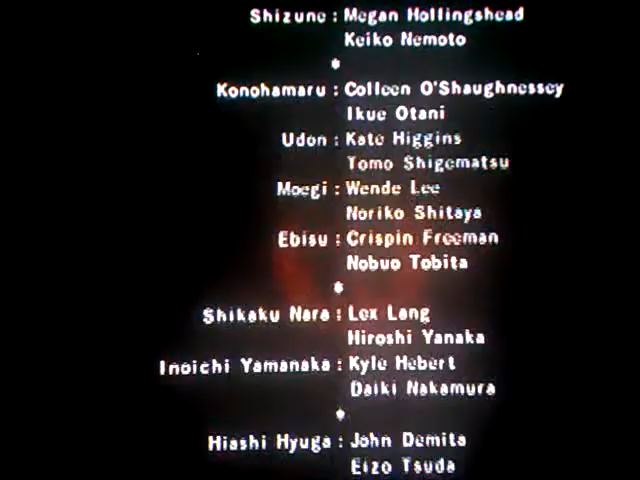 Shizune : Megan Hollingshead
Keiko Nemoto
Konohamaru : Colleen O'Shaughnessey
Ikue Otani
Udon : Kate Higgins
Tomo Shigematsu
Moegi : Wende Lee
Noriko Shitaya
Ebisu : Crispin Freeman
Nobuo Tobita
Shikaku Nara : Lex Lang
Hiroshi Yanaka
Inoichi Yamanaka : Kyle Hebert
Daiki Nakamura
Hiashi Hyuga : John Demita
Eizo Tsuda